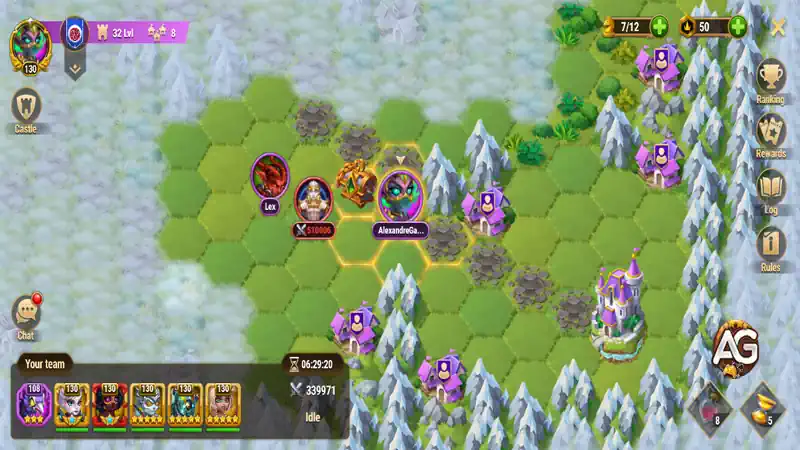 130
32 Lvl
8
7/12
50
Castle
Ranking
Rewards
Log
Rules
Lex
510006
AlexandreGa...
Chat
Your team
06:29:20
339971
Idle
108
130
130
130
130
130
AG
8
5